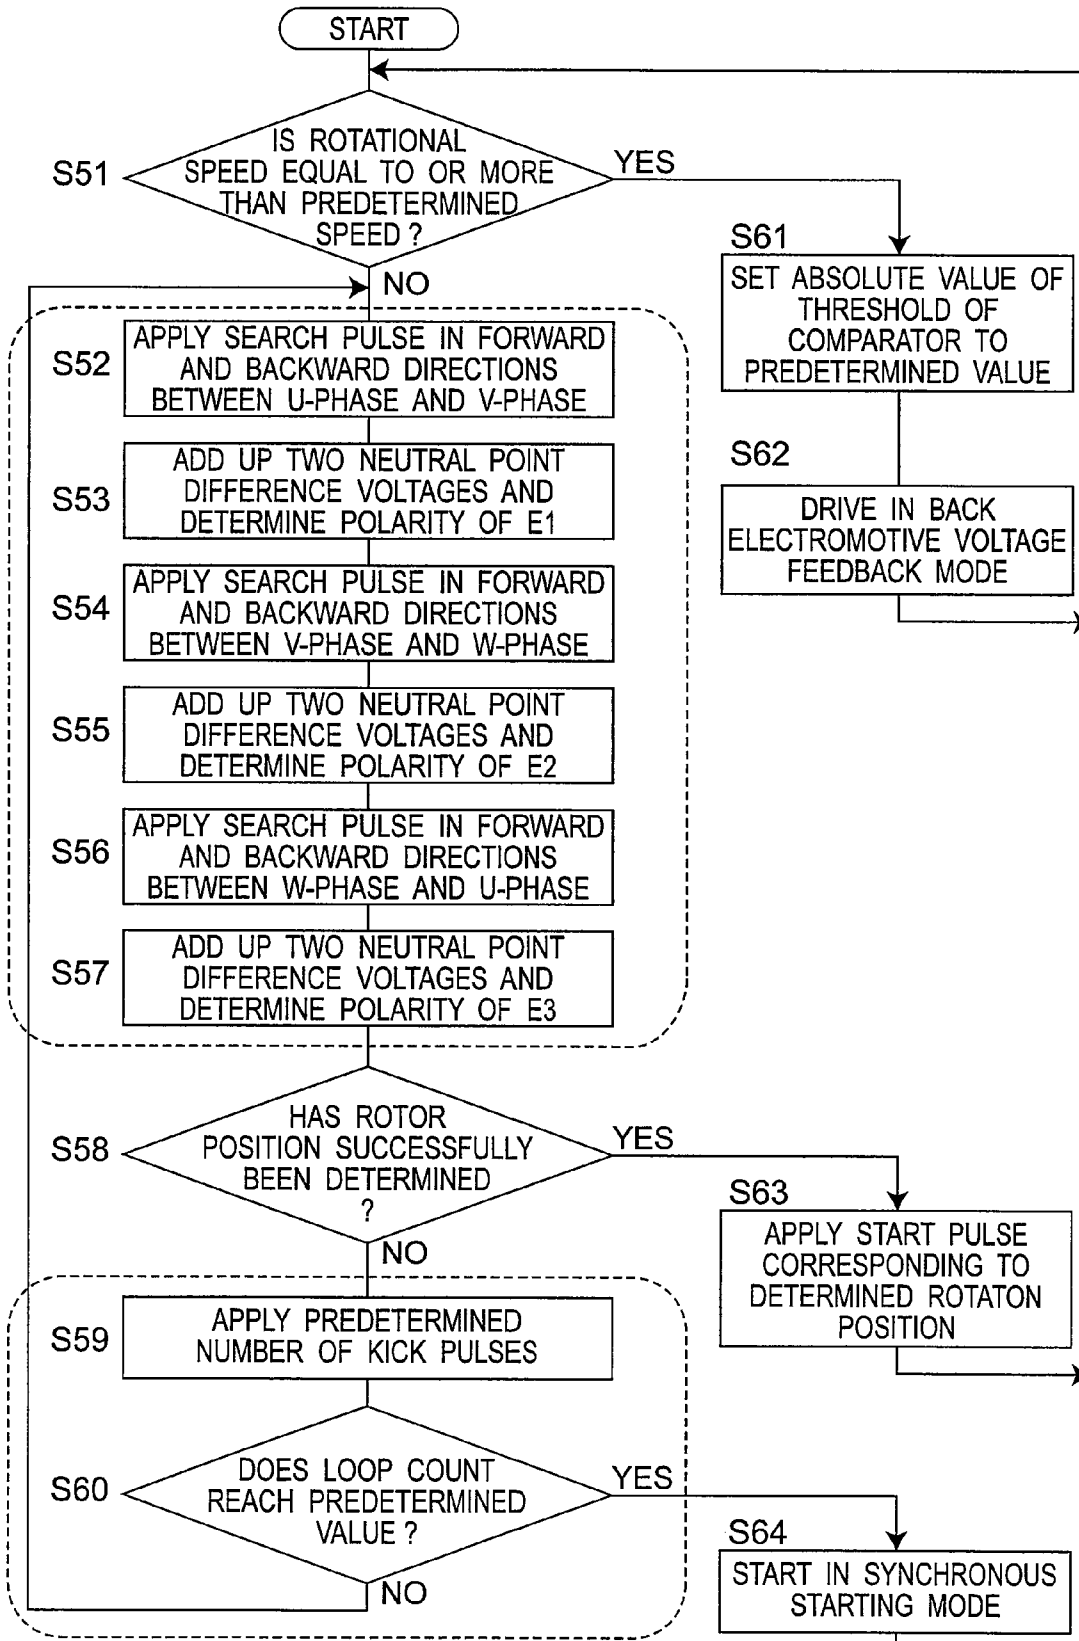 START
IS ROTATIONAL
SPEED EQUAL TO OR MORE
THAN PREDETERMINED
SPEED ?
S51
YES
NO
S61
SET ABSOLUTE VALUE OF
THRESHOLD OF
COMPARATOR TO
PREDETERMINED VALUE
S62
DRIVE IN BACK
ELECTROMOTIVE VOLTAGE
FEEDBACK MODE
S52
APPLY SEARCH PULSE IN FORWARD
AND BACKWARD DIRECTIONS
BETWEEN U-PHASE AND V-PHASE
S53
ADD UP TWO NEUTRAL POINT
DIFFERENCE VOLTAGES AND
DETERMINE POLARITY OF E1
S54
APPLY SEARCH PULSE IN FORWARD
AND BACKWARD DIRECTIONS
BETWEEN V-PHASE AND W-PHASE
S55
ADD UP TWO NEUTRAL POINT
DIFFERENCE VOLTAGES AND
DETERMINE POLARITY OF E2
S56
APPLY SEARCH PULSE IN FORWARD
AND BACKWARD DIRECTIONS
BETWEEN W-PHASE AND U-PHASE
S57
ADD UP TWO NEUTRAL POINT
DIFFERENCE VOLTAGES AND
DETERMINE POLARITY OF E3
S58
HAS ROTOR
POSITION SUCCESSFULLY
BEEN DETERMINED
?
YES
NO
S63
APPLY START PULSE
CORRESPONDING TO
DETERMINED ROTATON
POSITION
S59
APPLY PREDETERMINED
NUMBER OF KICK PULSES
S60
DOES LOOP COUNT
REACH PREDETERMINED
VALUE ?
YES
NO
S64
START IN SYNCHRONOUS
STARTING MODE